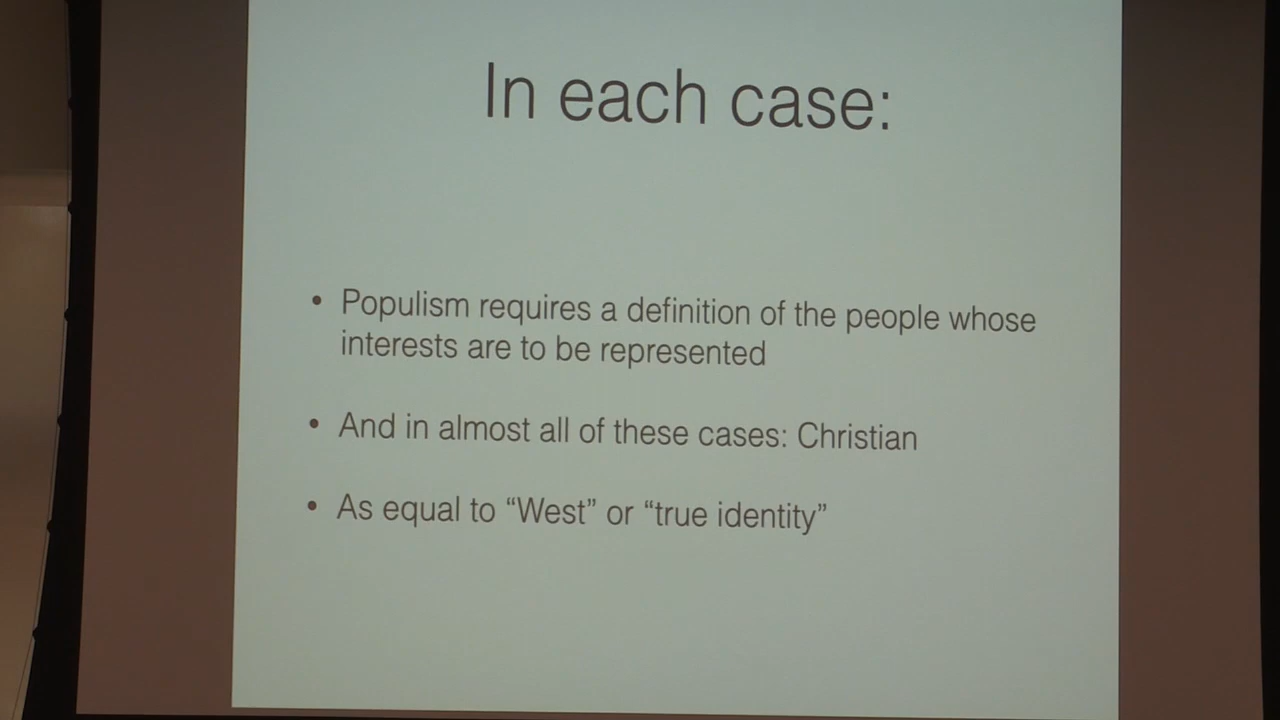 In each case:
• Populism requires a definition of the people whose
interests are to be represented
• And in almost all of these cases: Christian
• As equal to “West” or “true identity”